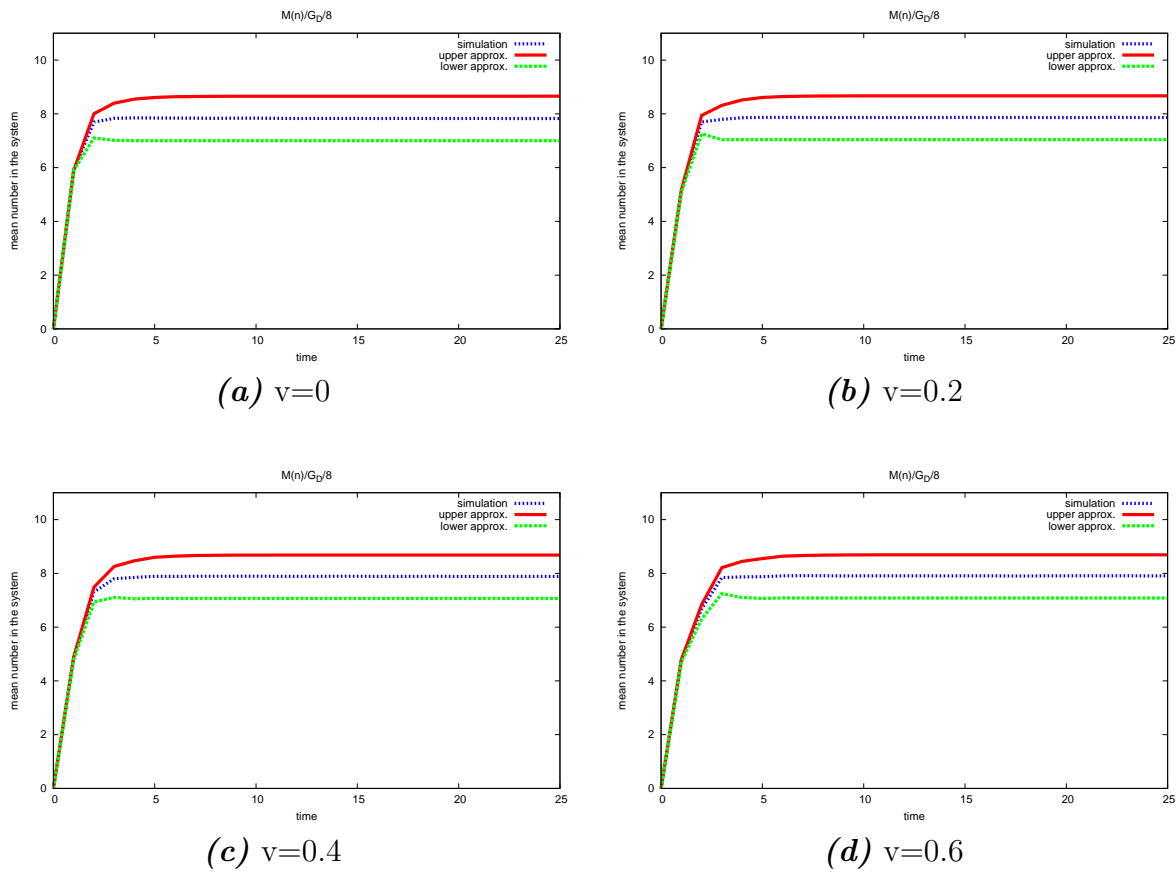 M(n)/G_D/8
simulation
upper approx.
lower approx.
mean number in the system
10
8
6
4
2
0
0 5 10 15 20 25
time
(a) v=0
M(n)/G_D/8
simulation
upper approx.
lower approx.
mean number in the system
10
8
6
4
2
0
0 5 10 15 20 25
time
(b) v=0.2
M(n)/G_D/8
simulation
upper approx.
lower approx.
mean number in the system
10
8
6
4
2
0
0 5 10 15 20 25
time
(c) v=0.4
M(n)/G_D/8
simulation
upper approx.
lower approx.
mean number in the system
10
8
6
4
2
0
0 5 10 15 20 25
time
(d) v=0.6